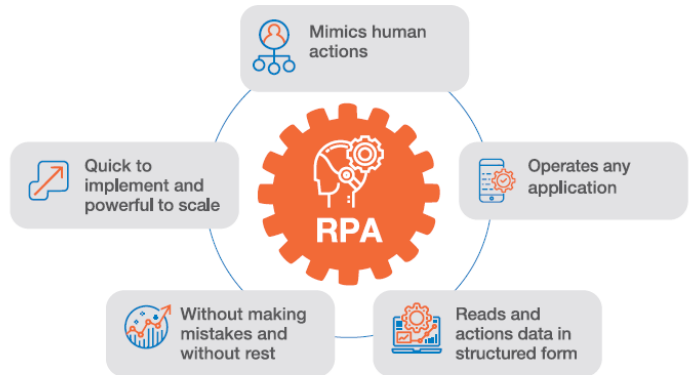 Mimics human
actions
Quick to
implement and
powerful to scale
RPA
Operates any
application
Without making
mistakes and
without rest
Reads and
actions data in
structured form